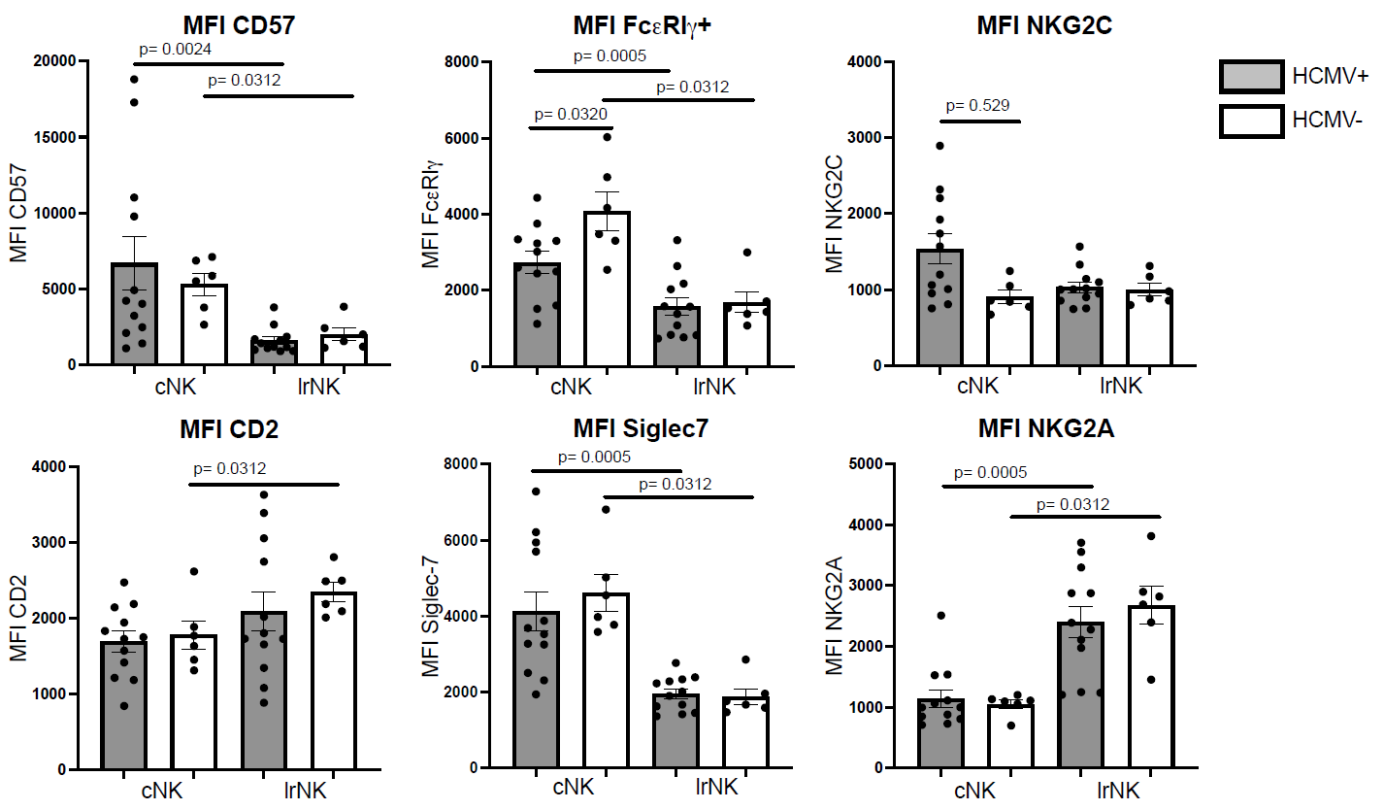 MFI CD57
p= 0.0024
p= 0.0312
20000
15000
10000
5000
0
MFI CD57
cNK
lrNK
MFI FcεRIγ+
p= 0.0005
p= 0.0312
p= 0.0320
8000
6000
4000
2000
0
MFI FcεRIγ
cNK
lrNK
MFI NKG2C
p= 0.529
4000
3000
2000
1000
0
MFI NKG2C
cNK
lrNK
HCMV+
HCMV-
MFI CD2
p= 0.0312
4000
3000
2000
1000
0
MFI CD2
cNK
lrNK
MFI Siglec7
p= 0.0005
p= 0.0312
8000
6000
4000
2000
0
MFI Siglec-7
cNK
lrNK
MFI NKG2A
p= 0.0005
p= 0.0312
5000
4000
3000
2000
1000
0
MFI NKG2A
cNK
lrNK